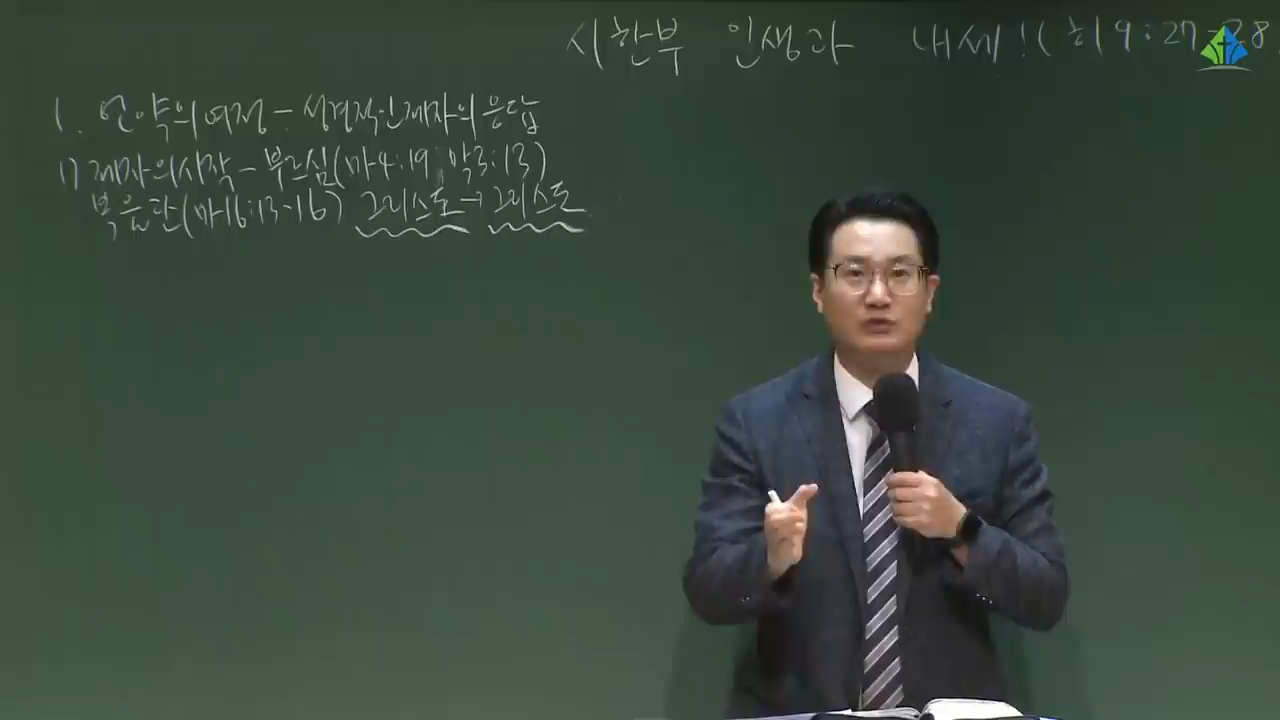 시한부 인생과 내세! (히 9:27-28
1. 언약의 여정 - 성경적인 제자의 응답
1) 제자의 시작 - 부르심(마4:19, 막3:13)
복음관(마16:13-16) 그리스도→그리스도